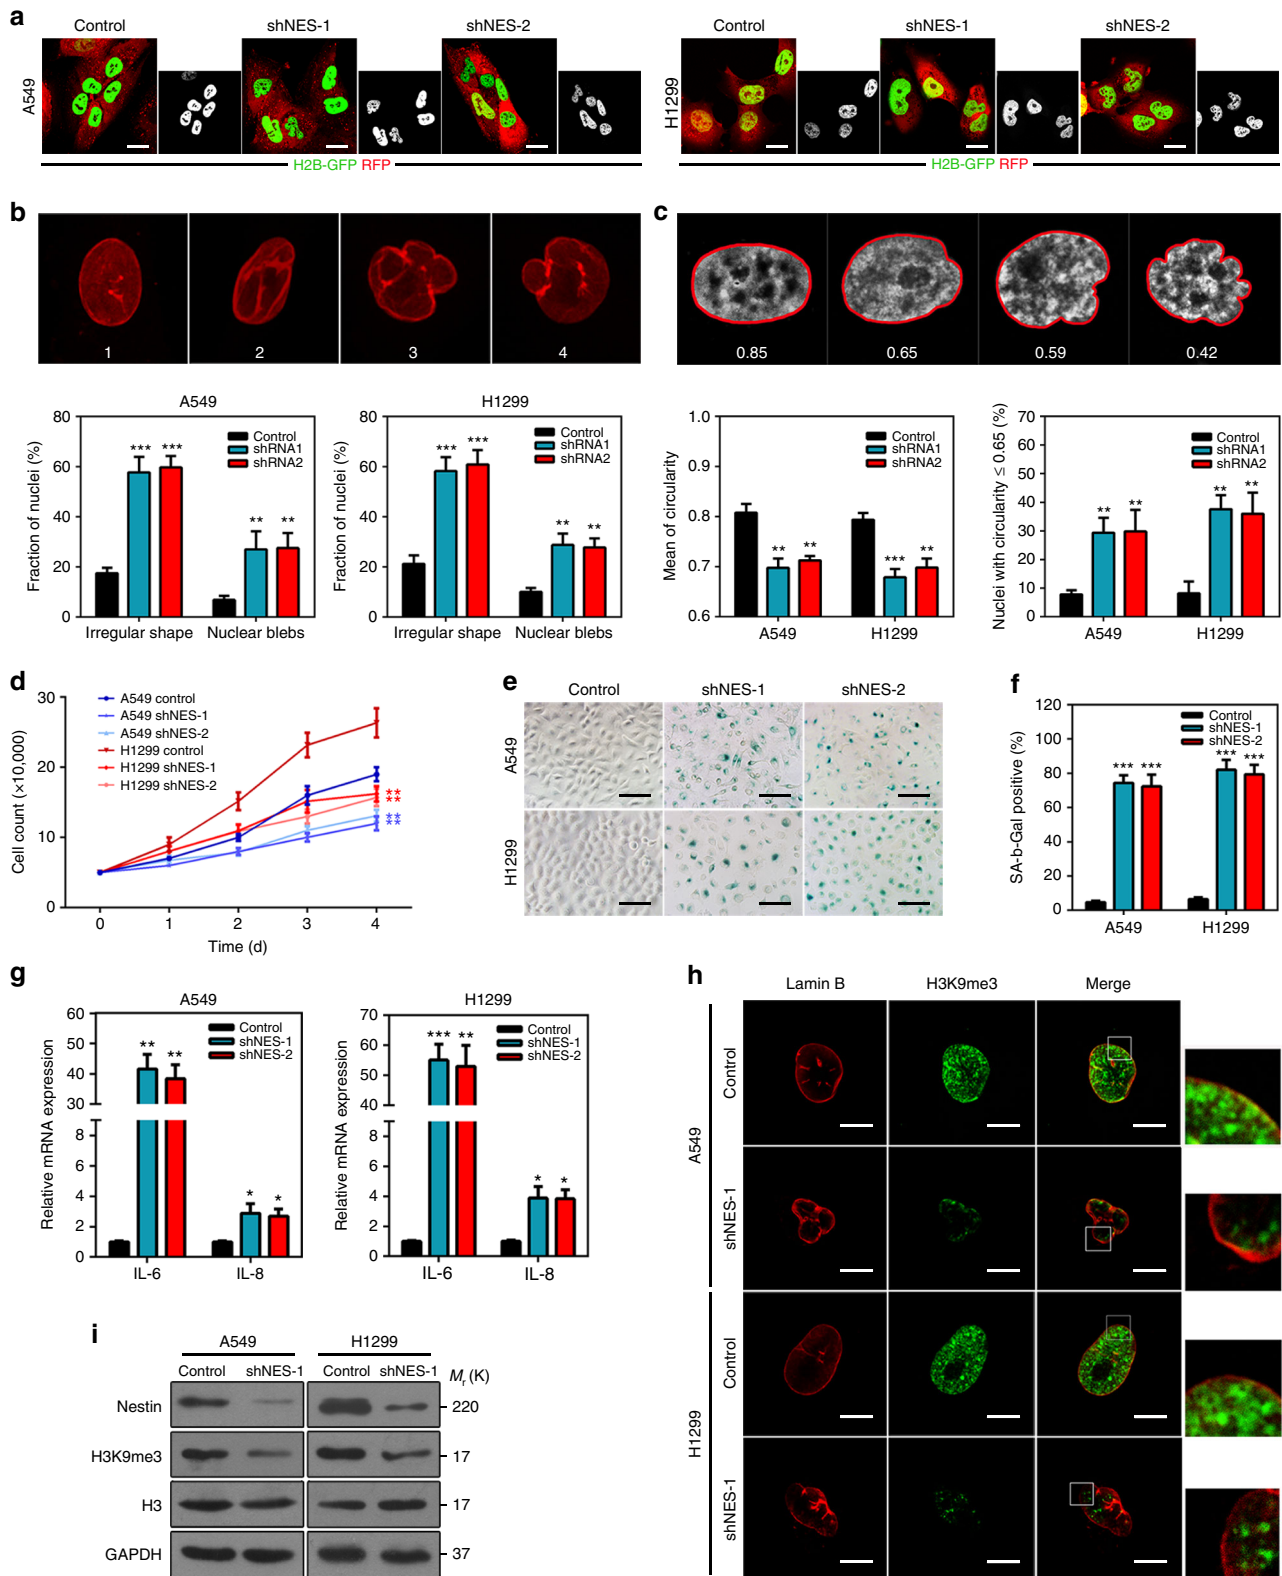 a
Control
shNES-1
shNES-2
A549
H2B-GFP RFP
Control
shNES-1
shNES-2
H1299
H2B-GFP RFP
b
1
2
3
4
A549
Fraction of nuclei (%)
80
60
40
20
0
*** ***
** **
Control
shRNA1
shRNA2
Irregular shape
Nuclear blebs
H1299
Fraction of nuclei (%)
80
60
40
20
0
*** ***
** **
Control
shRNA1
shRNA2
Irregular shape
Nuclear blebs
c
0.85
0.65
0.59
0.42
Mean of circularity
1.0
0.9
0.8
0.7
0.6
** **
*** **
Control
shRNA1
shRNA2
A549
H1299
Nuclei with circularity ≤ 0.65 (%)
70
60
50
40
30
20
10
0
** **
** **
Control
shRNA1
shRNA2
A549
H1299
d
Cell count (×10,000)
30
20
10
0
A549 control
A549 shNES-1
A549 shNES-2
H1299 control
H1299 shNES-1
H1299 shNES-2
**
**
**
**
0 1 2 3 4
Time (d)
e
Control
shNES-1
shNES-2
A549
H1299
f
SA-b-Gal positive (%)
120
100
80
60
40
20
0
Control
shNES-1
shNES-2
*** ***
*** ***
A549
H1299
g
A549
Relative mRNA expression
60
50
40
30
8
6
4
2
0
** **
* *
Control
shNES-1
shNES-2
IL-6
IL-8
H1299
Relative mRNA expression
70
60
50
40
8
6
4
2
0
*** **
* *
Control
shNES-1
shNES-2
IL-6
IL-8
h
Lamin B
H3K9me3
Merge
A549
Control
shNES-1
H1299
Control
shNES-1
i
A549
H1299
Control
shNES-1
Control
shNES-1
Mr (K)
Nestin
220
H3K9me3
17
H3
17
GAPDH
37